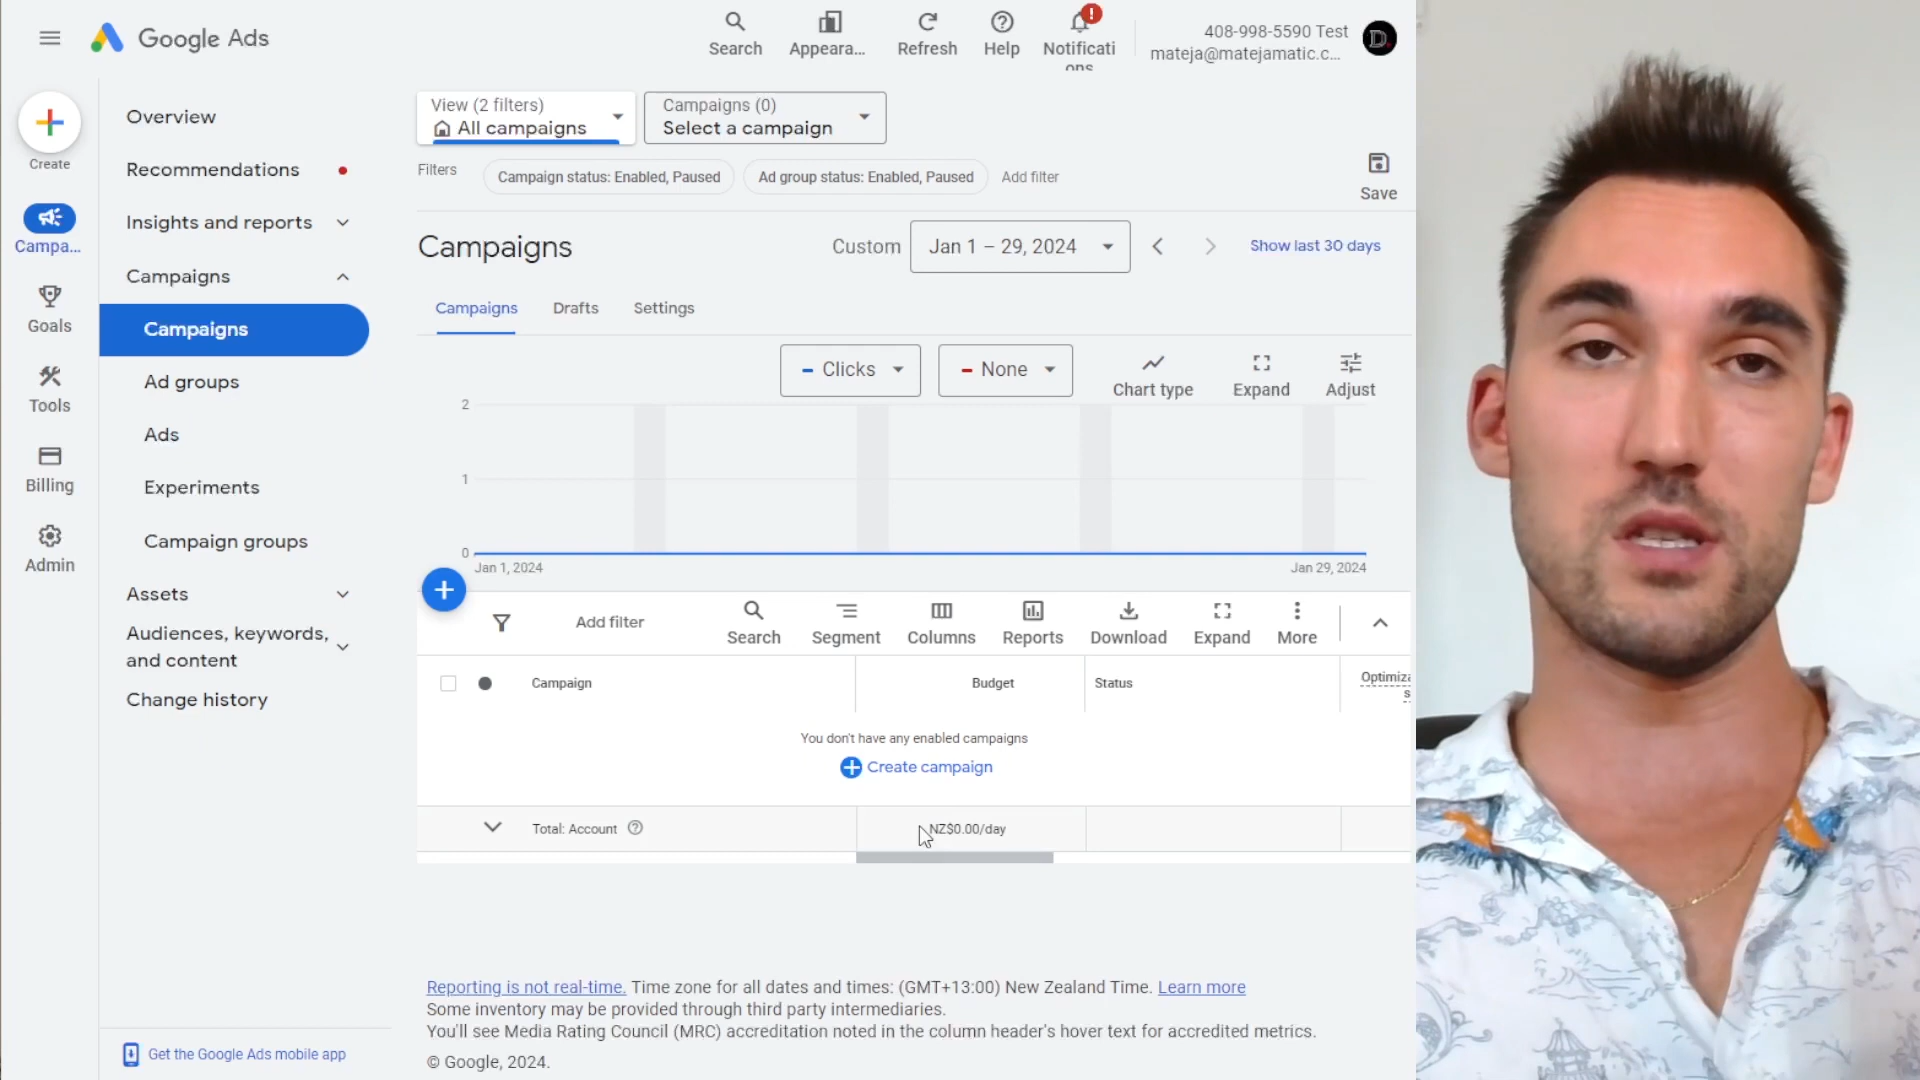 Google Ads
Search
Appeara...
Refresh
Help
Notificati
ons
!
408-998-5590 Test
mateja@matejamatic.c...
D.
Create
Campa...
Goals
Tools
Billing
Admin
Overview
Recommendations
Insights and reports
Campaigns
Campaigns
Ad groups
Ads
Experiments
Campaign groups
Assets
Audiences, keywords,
and content
Change history
Get the Google Ads mobile app
View (2 filters)
All campaigns
Campaigns (0)
Select a campaign
Filters
Campaign status: Enabled, Paused
Ad group status: Enabled, Paused
Add filter
Save
Campaigns
Custom
Jan 1 – 29, 2024
Show last 30 days
Campaigns
Drafts
Settings
Clicks
None
Chart type
Expand
Adjust
2
1
0
Jan 1, 2024
Jan 29, 2024
Add filter
Search
Segment
Columns
Reports
Download
Expand
More
Campaign
Budget
Status
Optimiza
s
You don't have any enabled campaigns
Create campaign
Total: Account
NZ$0.00/day
Reporting is not real-time. Time zone for all dates and times: (GMT+13:00) New Zealand Time. Learn more
Some inventory may be provided through third party intermediaries.
You'll see Media Rating Council (MRC) accreditation noted in the column header's hover text for accredited metrics.
© Google, 2024.